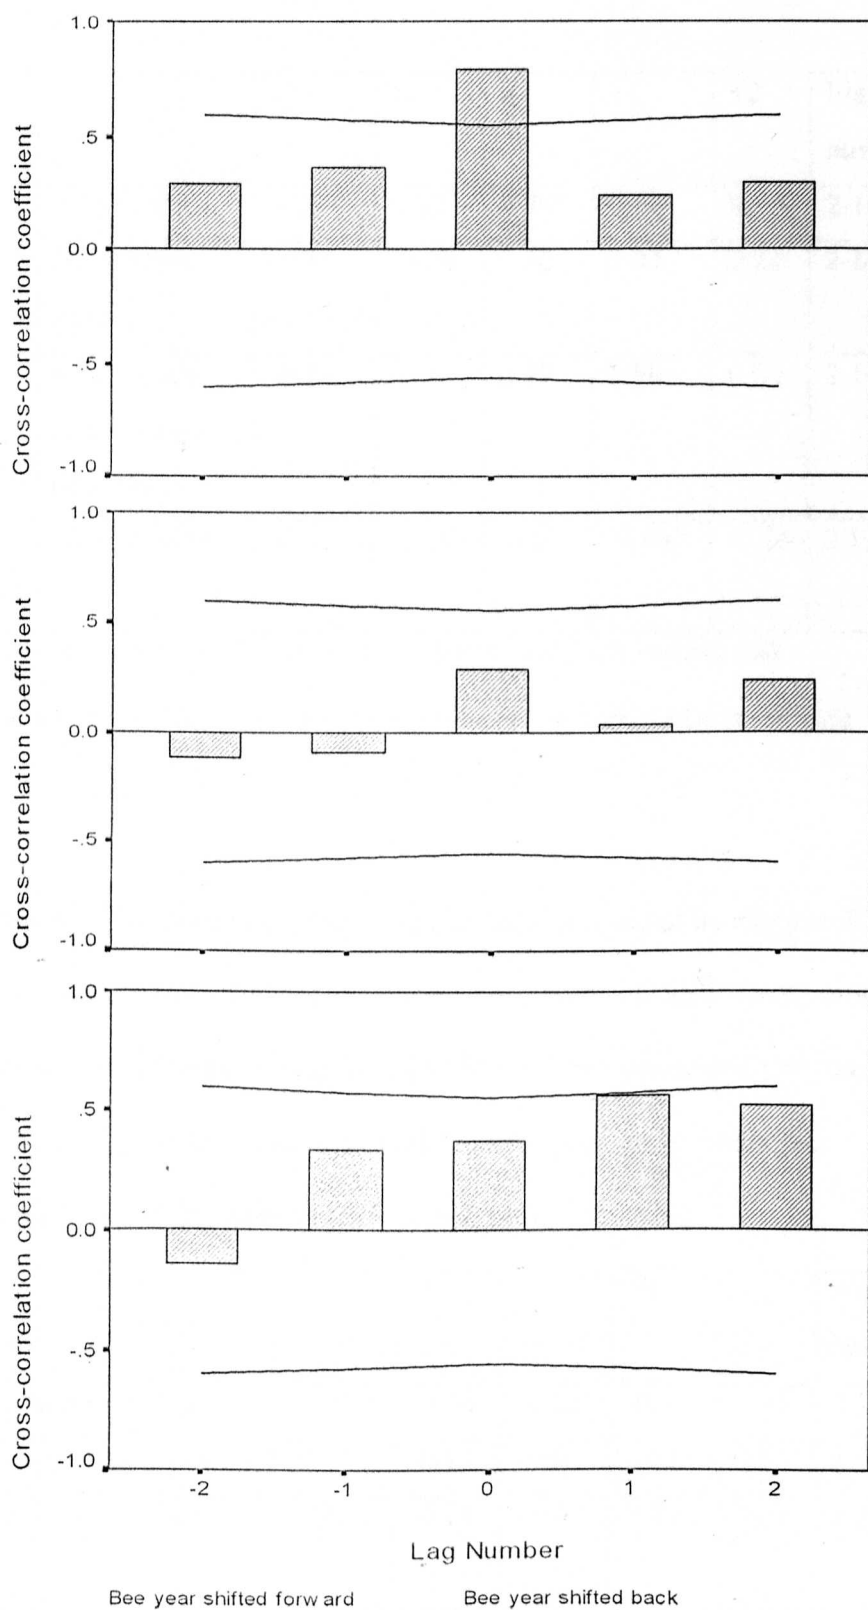 1.0
.5
0.0
-.5
-1.0
Cross-correlation coefficient
1.0
.5
0.0
-.5
-1.0
Cross-correlation coefficient
1.0
.5
0.0
-.5
-1.0
Cross-correlation coefficient
-2 -1 0 1 2
Lag Number
Bee year shifted forward Bee year shifted back